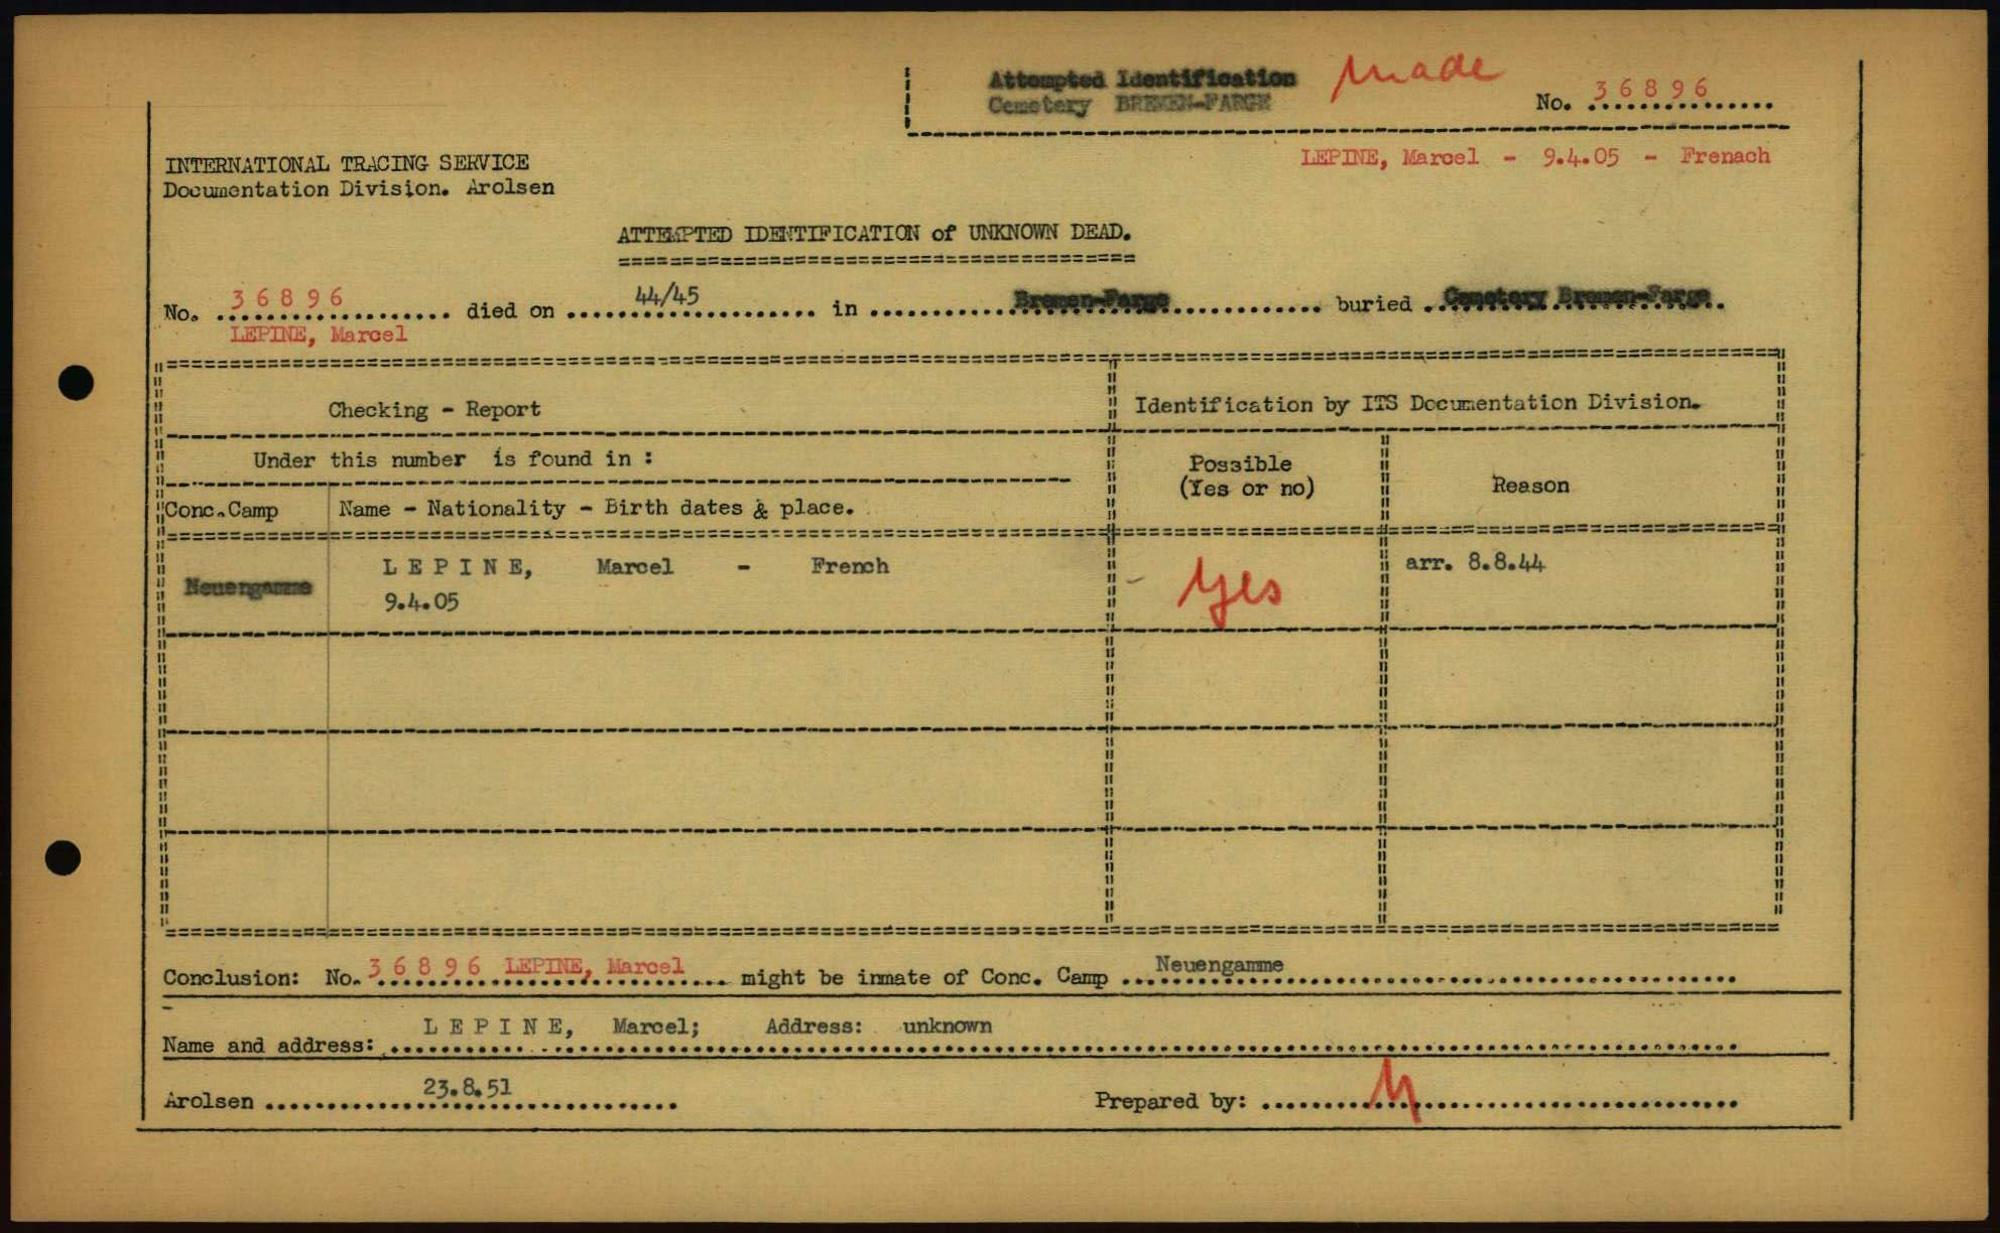 Attempted Identification made
Cemetery BREMEN-FARGE
No. 36896
LEPINE, Marcel - 9.4.05 - Frenach
INTERNATIONAL TRACING SERVICE
Documentation Division. Arolsen
ATTEMPTED IDENTIFICATION of UNKNOWN DEAD.
No. 36896 died on 44/45 in Bremen-Farge buried Cemetery Bremen-Farge
LEPINE, Marcel
Checking - Report
Identification by ITS Documentation Division.
Under this number is found in :
Possible
(Yes or no)
Reason
Conc.Camp
Name - Nationality - Birth dates & place.
Neuengamme
L E P I N E, Marcel - French
9.4.05
Yes
arr. 8.8.44
Conclusion: No. 36896 LEPINE, Marcel might be inmate of Conc. Camp Neuengamme
Name and address: L E P I N E, Marcel; Address: unknown
Arolsen 23.8.51
Prepared by: